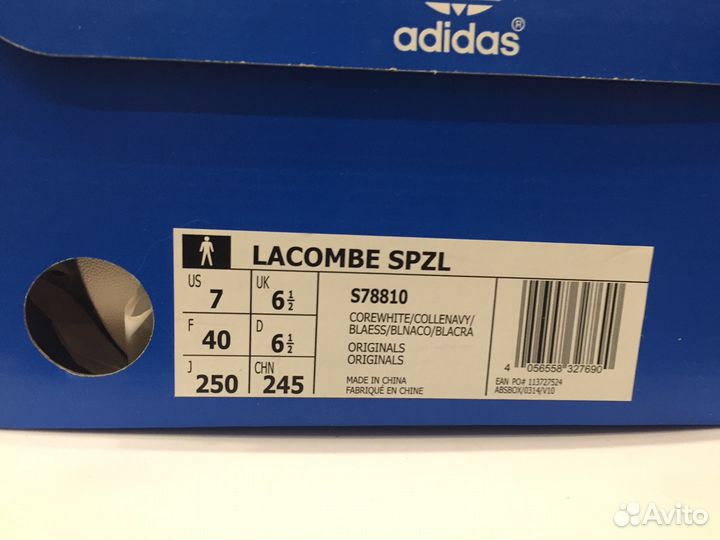 adidas®
LACOMBE SPZL
US 7 UK 6 1/2
F 40 D 6 1/2
J 250 CHN 245
S78810
COREWHITE/COLLENAVY/
BLAESS/BLNACO/BLACRA
ORIGINALS
ORIGINALS
MADE IN CHINA
FABRIQUÉ EN CHINE
4 056558 327690
EAN PO# 113727524
ABSBOX/0314/V10
Avito